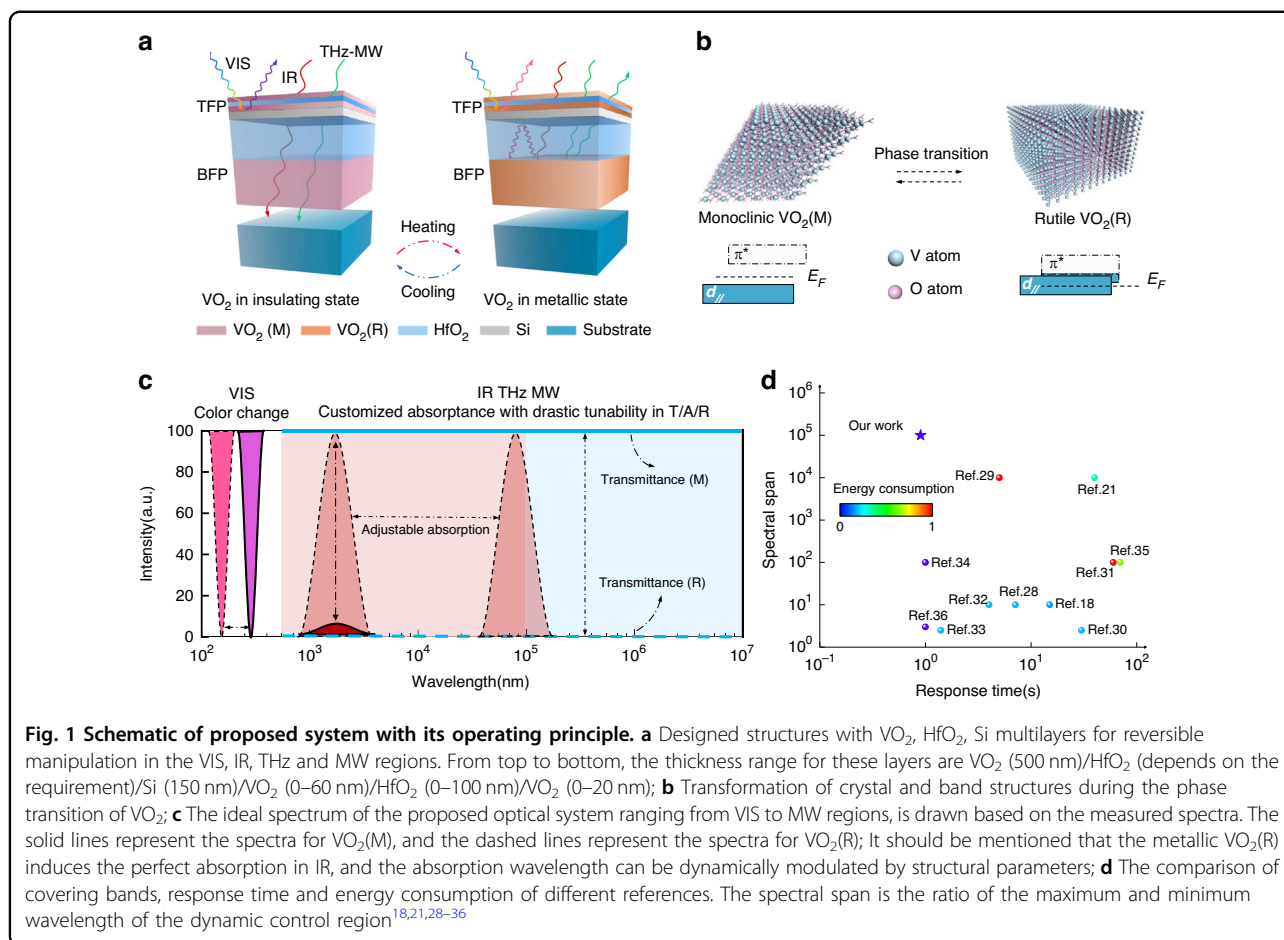 a
VIS
IR
THz-MW
TFP
BFP
Heating
Cooling
VO2 in insulating state
VO2 in metallic state
VO2 (M)
VO2(R)
HfO2
Si
Substrate
b
Phase transition
Monoclinic VO2(M)
Rutile VO2(R)
π*
EF
d//
V atom
O atom
π*
EF
d//
c
VIS
Color change
IR THz MW
Customized absorptance with drastic tunability in T/A/R
Intensity(a.u.)
100
80
60
40
20
0
Transmittance (M)
Adjustable absorption
Transmittance (R)
10^2
10^3
10^4
10^5
10^6
10^7
Wavelength(nm)
d
Spectral span
10^6
10^5
10^4
10^3
10^2
10^1
10^0
Our work
Ref.29
Ref.21
Energy consumption
0
1
Ref.34
Ref.35
Ref.31
Ref.32
Ref.28
Ref.18
Ref.36
Ref.33
Ref.30
10^-1
10^0
10^1
10^2
Response time(s)
Fig. 1 Schematic of proposed system with its operating principle. a Designed structures with VO2, HfO2, Si multilayers for reversible
manipulation in the VIS, IR, THz and MW regions. From top to bottom, the thickness range for these layers are VO2 (500 nm)/HfO2 (depends on the
requirement)/Si (150 nm)/VO2 (0–60 nm)/HfO2 (0–100 nm)/VO2 (0–20 nm); b Transformation of crystal and band structures during the phase
transition of VO2; c The ideal spectrum of the proposed optical system ranging from VIS to MW regions, is drawn based on the measured spectra. The
solid lines represent the spectra for VO2(M), and the dashed lines represent the spectra for VO2(R); It should be mentioned that the metallic VO2(R)
induces the perfect absorption in IR, and the absorption wavelength can be dynamically modulated by structural parameters; d The comparison of
covering bands, response time and energy consumption of different references. The spectral span is the ratio of the maximum and minimum
wavelength of the dynamic control region18,21,28–36